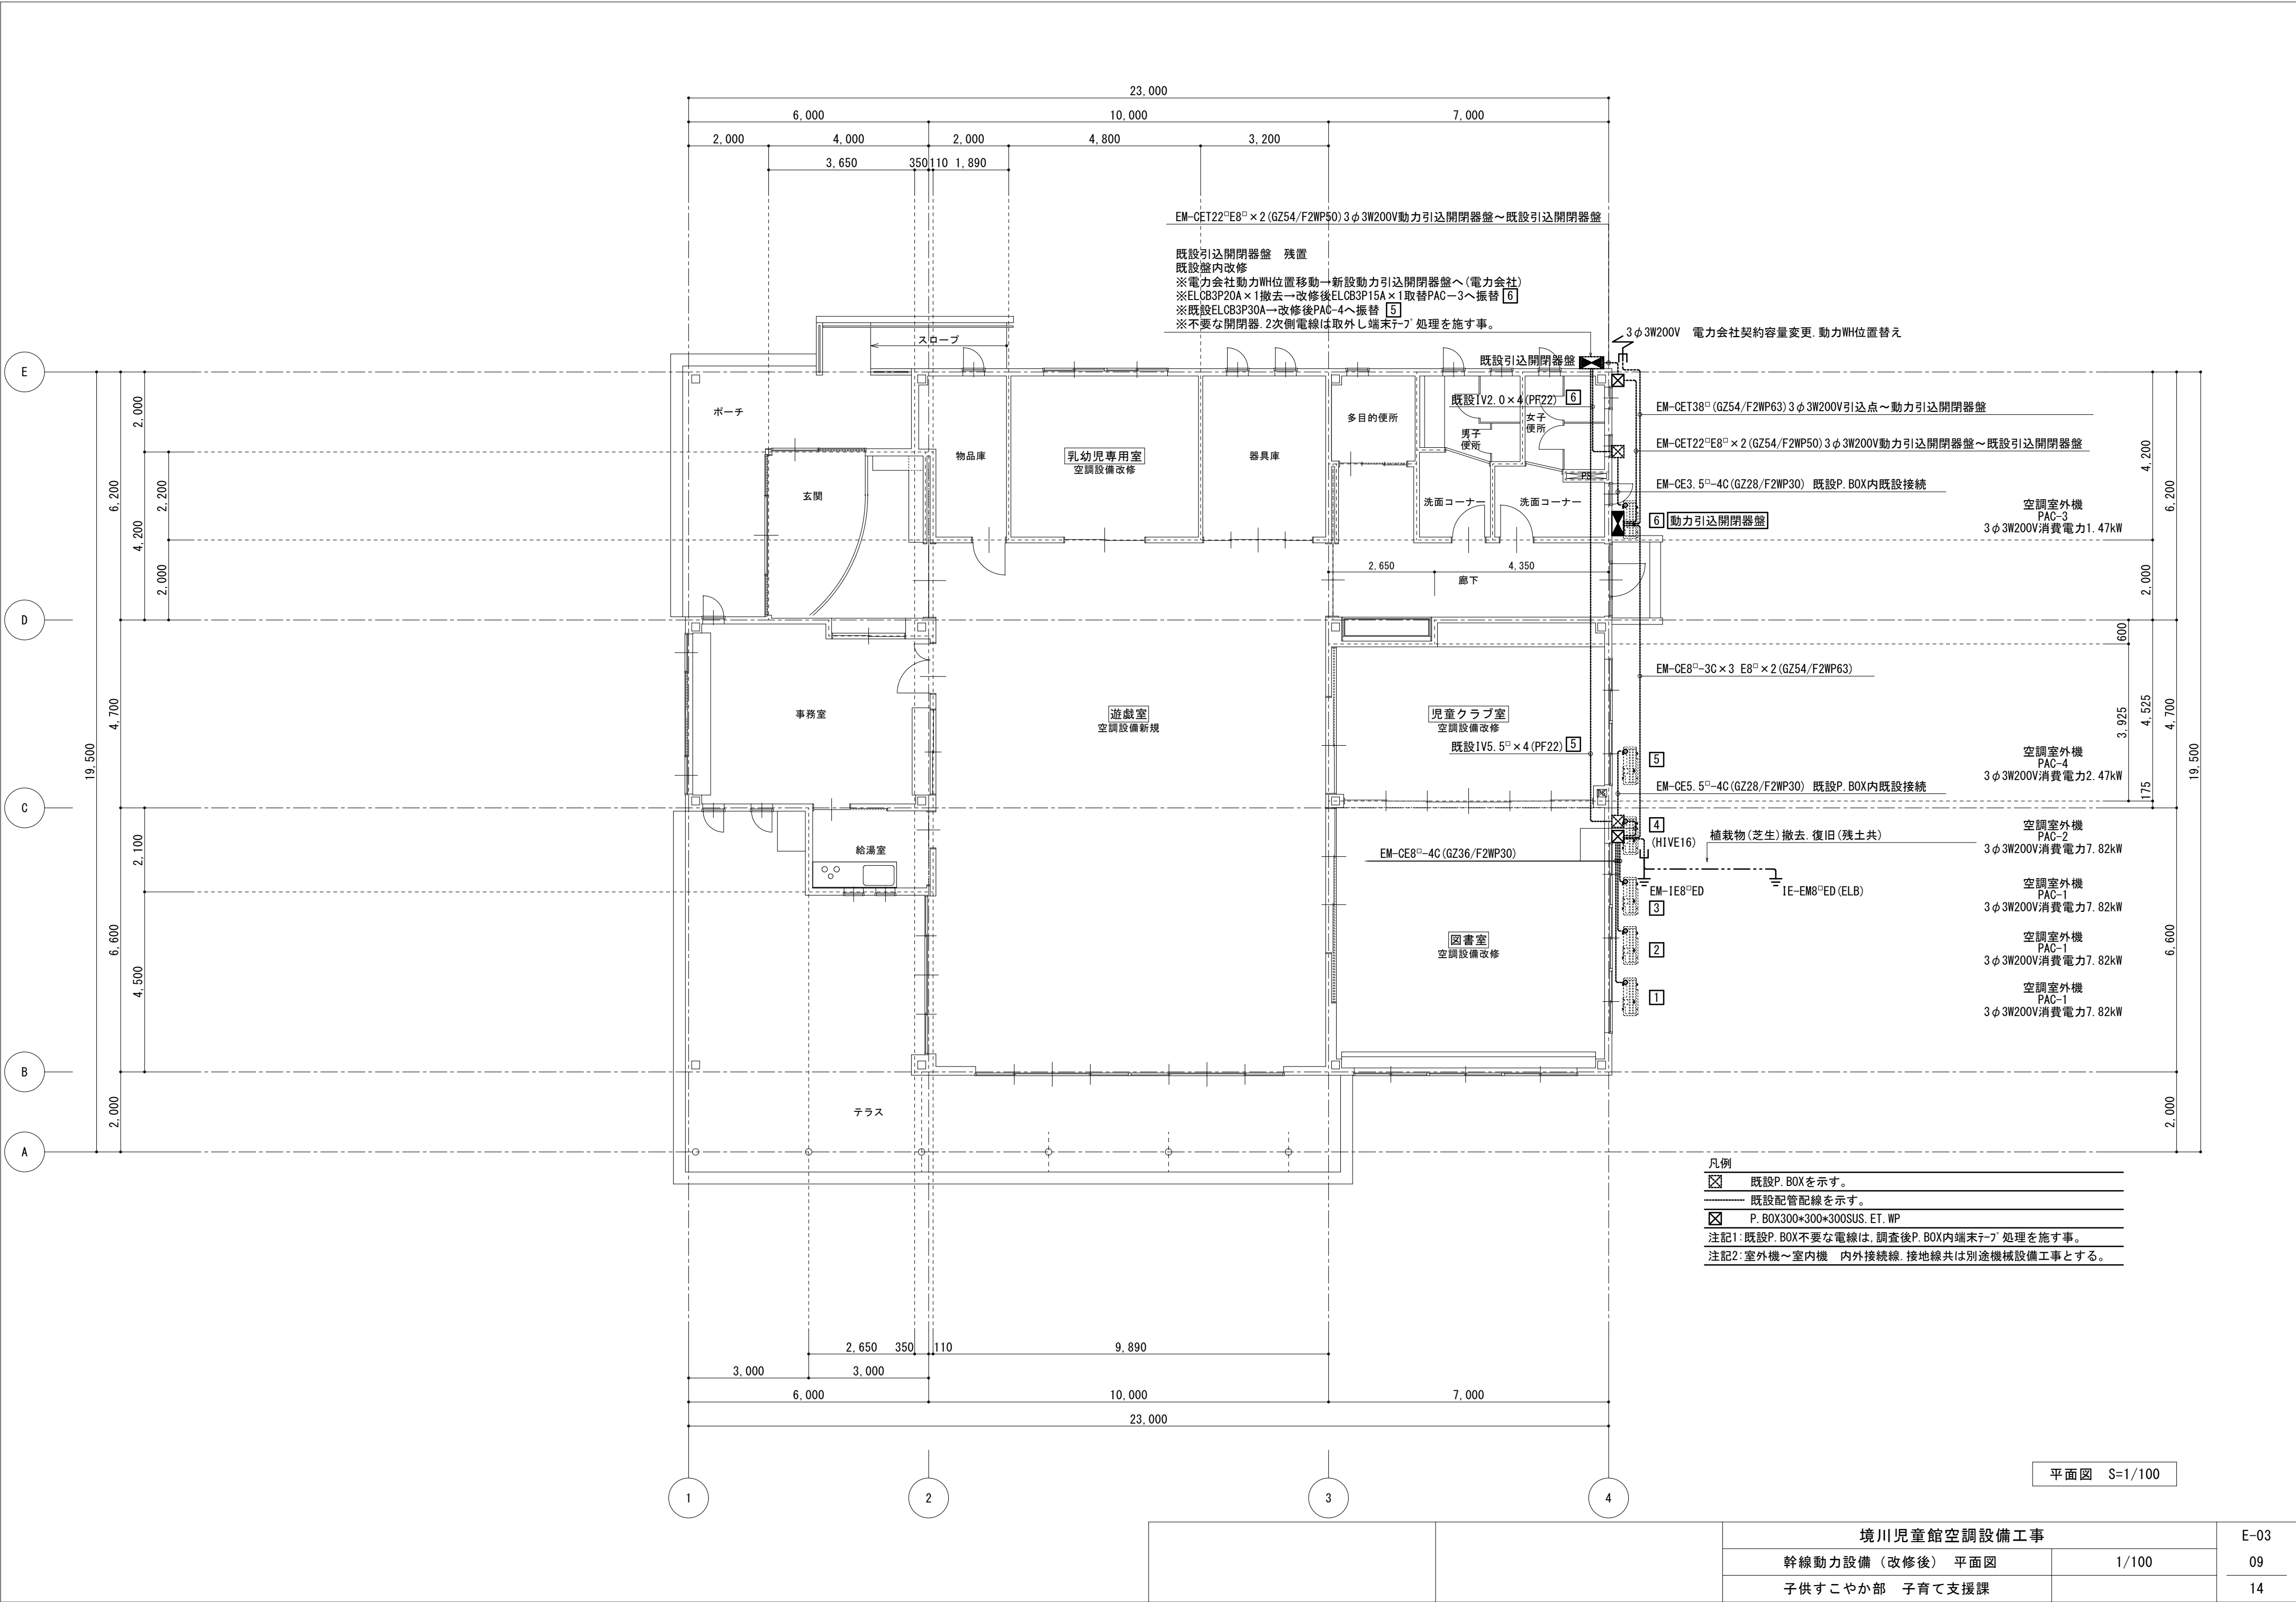 23,000
6,000
10,000
7,000
2,000
4,000
2,000
4,800
3,200
3,650
350
110
1,890
EM-CET22□E8□×2(GZ54/F2WP50)3φ3W200V動力引込開閉器盤～既設引込開閉器盤
既設引込開閉器盤 残置
既設盤内改修
※電力会社動力WH位置移動→新設動力引込開閉器盤へ(電力会社)
※ELCB3P20A×1撤去→改修後ELCB3P15A×1取替PAC－3へ振替 6
※既設ELCB3P30A→改修後PAC-4へ振替 5
※不要な開閉器.2次側電線は取外し端末ﾃｰﾌﾟ処理を施す事。
3φ3W200V 電力会社契約容量変更.動力WH位置替え
スロープ
既設引込開閉器盤
E
D
C
B
A
19,500
6,200
4,700
6,600
2,000
2,000
4,200
2,100
4,500
2,200
2,000
ポーチ
玄関
物品庫
乳幼児専用室
空調設備改修
器具庫
多目的便所
既設IV2.0×4(PF22) 6
男子
便所
女子
便所
PS
洗面コーナー
洗面コーナー
2,650
4,350
廊下
事務室
遊戯室
空調設備新規
児童クラブ室
空調設備改修
既設IV5.5□×4(PF22) 5
給湯室
EM-CE8□-4C(GZ36/F2WP30)
図書室
空調設備改修
テラス
EM-CET38□(GZ54/F2WP63)3φ3W200V引込点～動力引込開閉器盤
EM-CET22□E8□×2(GZ54/F2WP50)3φ3W200V動力引込開閉器盤～既設引込開閉器盤
EM-CE3.5□-4C(GZ28/F2WP30) 既設P.BOX内既設接続
6 動力引込開閉器盤
空調室外機
PAC-3
3φ3W200V消費電力1.47kW
EM-CE8□-3C×3 E8□×2(GZ54/F2WP63)
5
空調室外機
PAC-4
3φ3W200V消費電力2.47kW
EM-CE5.5□-4C(GZ28/F2WP30) 既設P.BOX内既設接続
4
(HIVE16)
植栽物(芝生)撤去.復旧(残土共)
空調室外機
PAC-2
3φ3W200V消費電力7.82kW
EM-IE8□ED
IE-EM8□ED(ELB)
3
空調室外機
PAC-1
3φ3W200V消費電力7.82kW
2
空調室外機
PAC-1
3φ3W200V消費電力7.82kW
1
空調室外機
PAC-1
3φ3W200V消費電力7.82kW
4,200
2,000
600
3,925
4,525
175
6,200
4,700
6,600
2,000
19,500
凡例
既設P.BOXを示す。
既設配管配線を示す。
P.BOX300*300*300SUS.ET.WP
注記1:既設P.BOX不要な電線は,調査後P.BOX内端末ﾃｰﾌﾟ処理を施す事。
注記2:室外機～室内機 内外接続線.接地線共は別途機械設備工事とする。
2,650
350
110
9,890
3,000
3,000
6,000
10,000
7,000
23,000
1
2
3
4
平面図 S=1/100
境川児童館空調設備工事
E-03
幹線動力設備（改修後） 平面図
1/100
09
子供すこやか部 子育て支援課
14